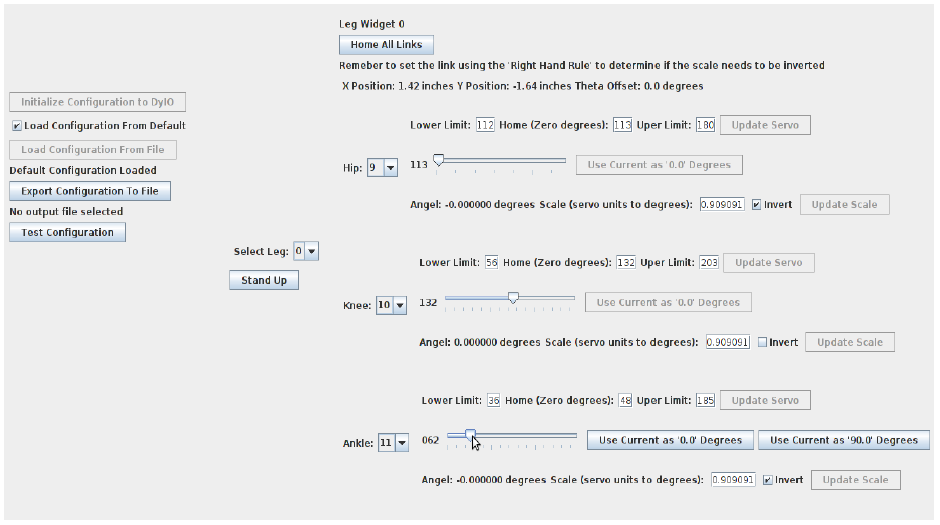 Leg Widget 0
Home All Links
Remeber to set the link using the 'Right Hand Rule' to determine if the scale needs to be inverted
X Position: 1.42 inches Y Position: -1.64 inches Theta Offset: 0.0 degrees
Initialize Configuration to DyIO
Load Configuration From Default
Load Configuration From File
Default Configuration Loaded
Export Configuration To File
No output file selected
Test Configuration
Select Leg: 0
Stand Up
Lower Limit: 112 Home (Zero degrees): 113 Uper Limit: 180 Update Servo
Hip: 9 113 Use Current as '0.0' Degrees
Angel: -0.000000 degrees Scale (servo units to degrees): 0.909091 Invert Update Scale
Lower Limit: 56 Home (Zero degrees): 132 Uper Limit: 203 Update Servo
Knee: 10 132 Use Current as '0.0' Degrees
Angel: 0.000000 degrees Scale (servo units to degrees): 0.909091 Invert Update Scale
Lower Limit: 36 Home (Zero degrees): 48 Uper Limit: 185 Update Servo
Ankle: 11 062 Use Current as '0.0' Degrees Use Current as '90.0' Degrees
Angel: -0.000000 degrees Scale (servo units to degrees): 0.909091 Invert Update Scale